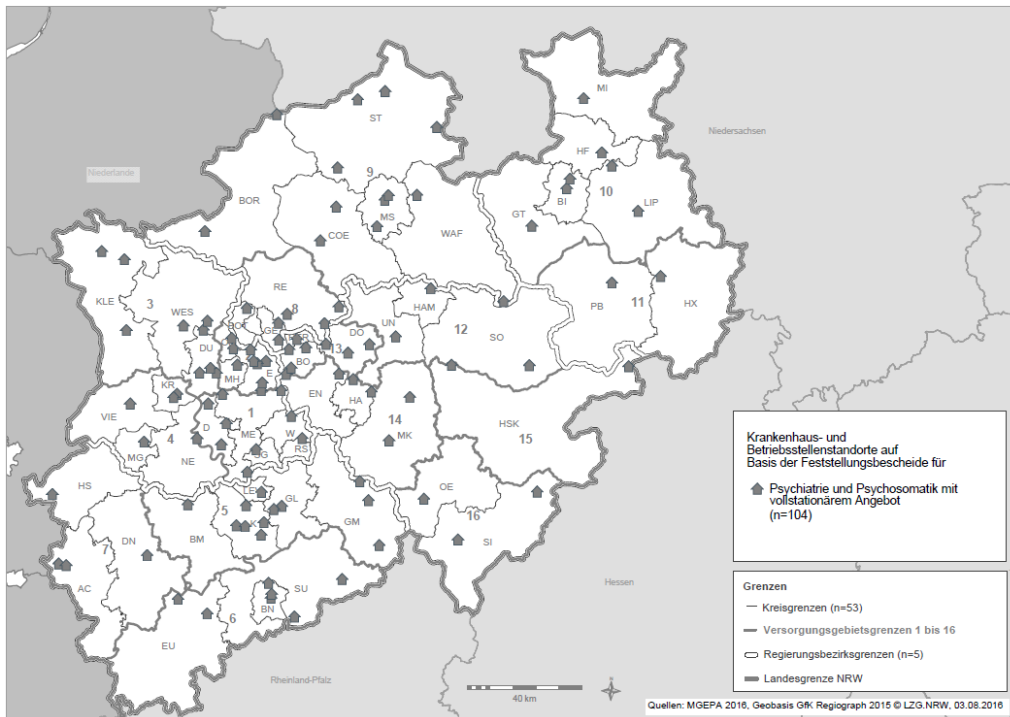 MI
ST
Niedersachsen
HF
Niederlande
9
10
BI
LIP
BOR
MS
GT
COE
WAF
RE
KLE
3
PB
11
HX
WES
8
HAM
BOT
GE
UN
12
SO
DO
13
DU
BO
MH
E
KR
EN
HA
VIE
1
14
HSK
D
W
ME
4
MK
15
MG
RS
SG
NE
HS
OE
LEV
GL
5
K
16
GM
DN
BM
SI
7
AC
SU
BN
6
EU
Hessen
Rheinland-Pfalz
40 km
Krankenhaus- und
Betriebsstellenstandorte auf
Basis der Feststellungsbescheide für
Psychiatrie und Psychosomatik mit
vollstationärem Angebot
(n=104)
Grenzen
Kreisgrenzen (n=53)
Versorgungsgebietsgrenzen 1 bis 16
Regierungsbezirksgrenzen (n=5)
Landesgrenze NRW
Quellen: MGEPA 2016, Geobasis GfK Regiograph 2015 © LZG.NRW, 03.08.2016